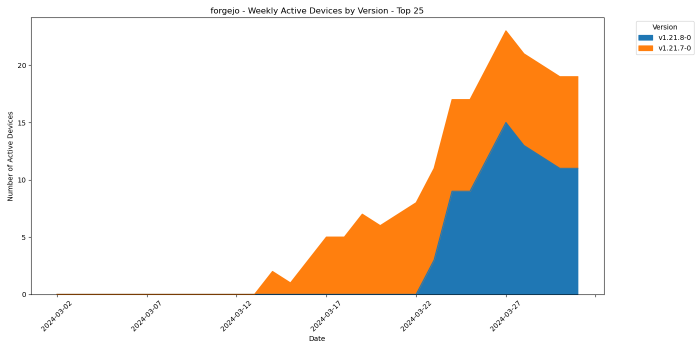 forgejo - Weekly Active Devices by Version - Top 25
Version
v1.21.8-0
v1.21.7-0
Number of Active Devices
20
15
10
5
0
2024-03-02
2024-03-07
2024-03-12
2024-03-17
2024-03-22
2024-03-27
Date